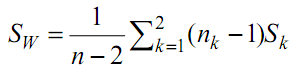 S_W = \frac{1}{n-2} \sum_{k=1}^{2} (n_k - 1) S_k